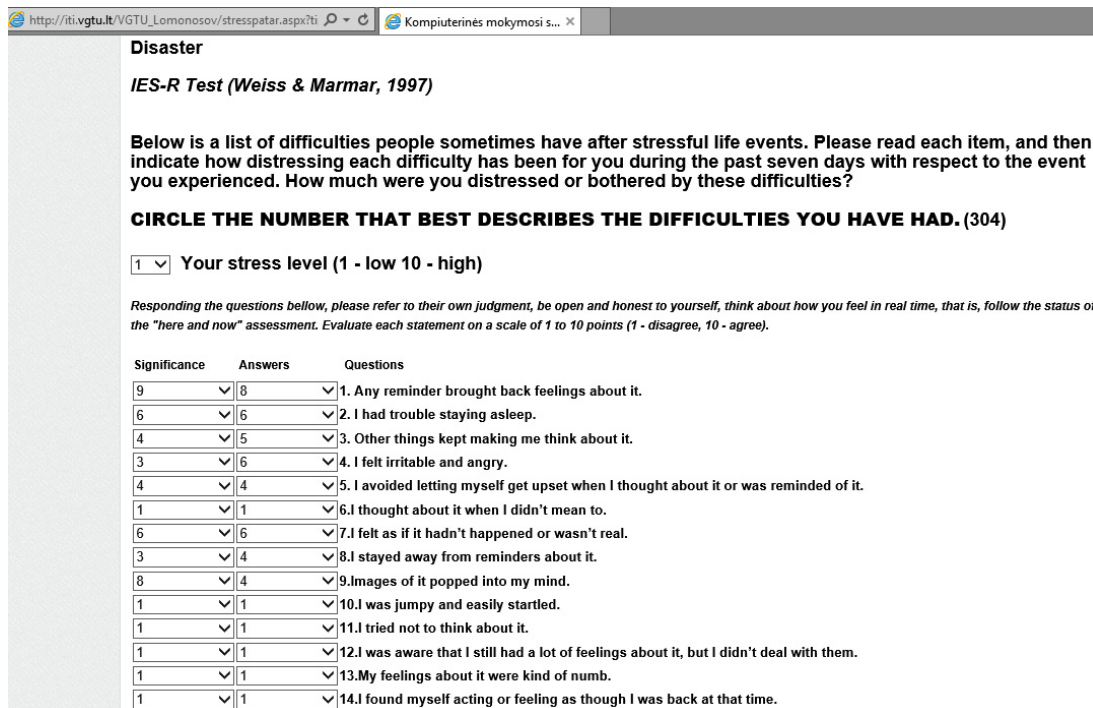 http://iti.vgtu.lt/VGTU_Lomonosov/stresspatar.aspx?ti
Kompiuterinės mokymosi s...
Disaster
IES-R Test (Weiss & Marmar, 1997)
Below is a list of difficulties people sometimes have after stressful life events. Please read each item, and then
indicate how distressing each difficulty has been for you during the past seven days with respect to the event
you experienced. How much were you distressed or bothered by these difficulties?
CIRCLE THE NUMBER THAT BEST DESCRIBES THE DIFFICULTIES YOU HAVE HAD. (304)
1 Your stress level (1 - low 10 - high)
Responding the questions bellow, please refer to their own judgment, be open and honest to yourself, think about how you feel in real time, that is, follow the status of
the "here and now" assessment. Evaluate each statement on a scale of 1 to 10 points (1 - disagree, 10 - agree).
Significance Answers Questions
9 8 1. Any reminder brought back feelings about it.
6 6 2. I had trouble staying asleep.
4 5 3. Other things kept making me think about it.
3 6 4. I felt irritable and angry.
4 4 5. I avoided letting myself get upset when I thought about it or was reminded of it.
1 1 6.I thought about it when I didn't mean to.
6 6 7.I felt as if it hadn't happened or wasn't real.
3 4 8.I stayed away from reminders about it.
8 4 9.Images of it popped into my mind.
1 1 10.I was jumpy and easily startled.
1 1 11.I tried not to think about it.
1 1 12.I was aware that I still had a lot of feelings about it, but I didn't deal with them.
1 1 13.My feelings about it were kind of numb.
1 1 14.I found myself acting or feeling as though I was back at that time.